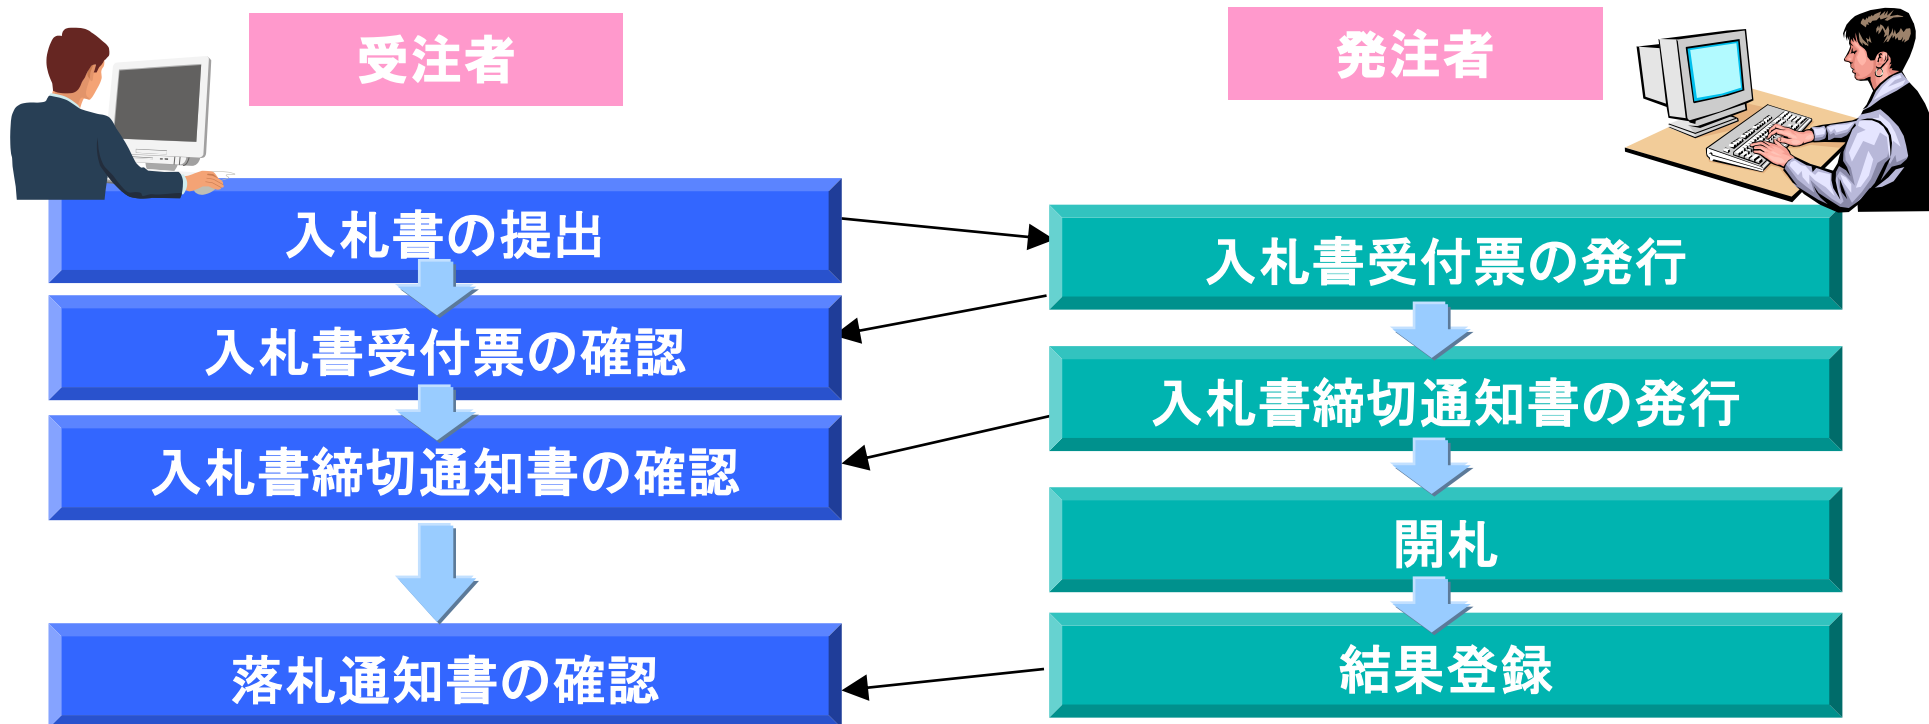 受注者
発注者
入札書の提出
入札書受付票の発行
入札書受付票の確認
入札書締切通知書の発行
入札書締切通知書の確認
開札
落札通知書の確認
結果登録